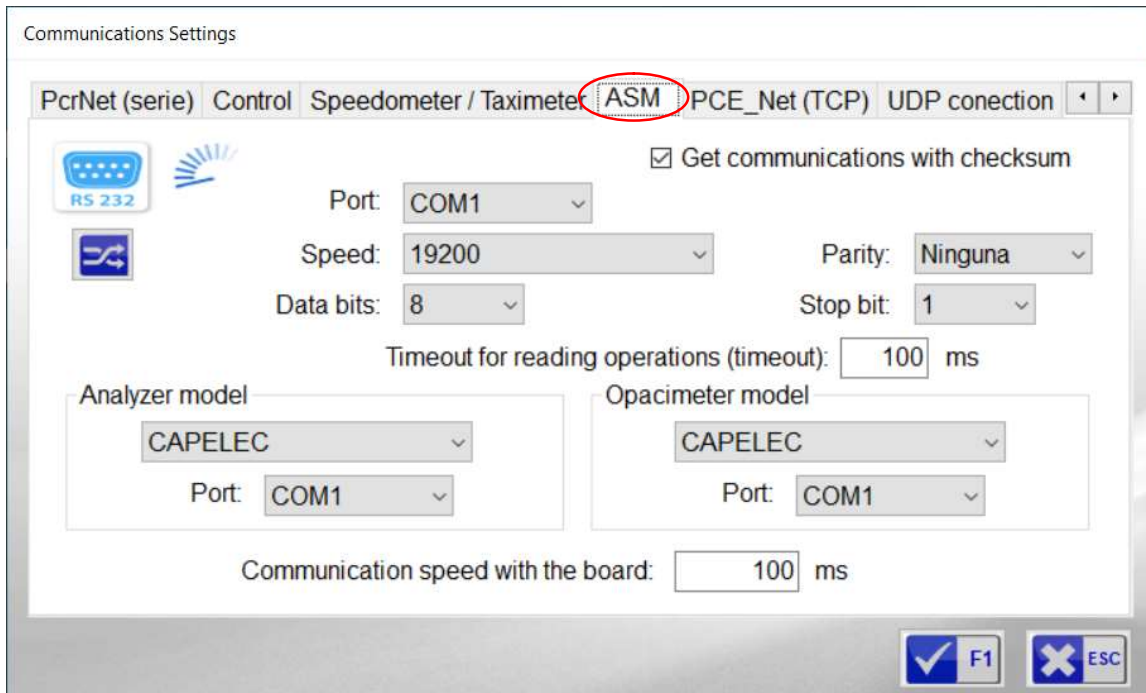 Communications Settings
PcrNet (serie) Control Speedometer / Taximeter ASM PCE_Net (TCP) UDP conection
Get communications with checksum
RS 232
Port: COM1
Speed: 19200 Parity: Ninguna
Data bits: 8 Stop bit: 1
Timeout for reading operations (timeout): 100 ms
Analyzer model Opacimeter model
CAPELEC CAPELEC
Port: COM1 Port: COM1
Communication speed with the board: 100 ms
F1 ESC